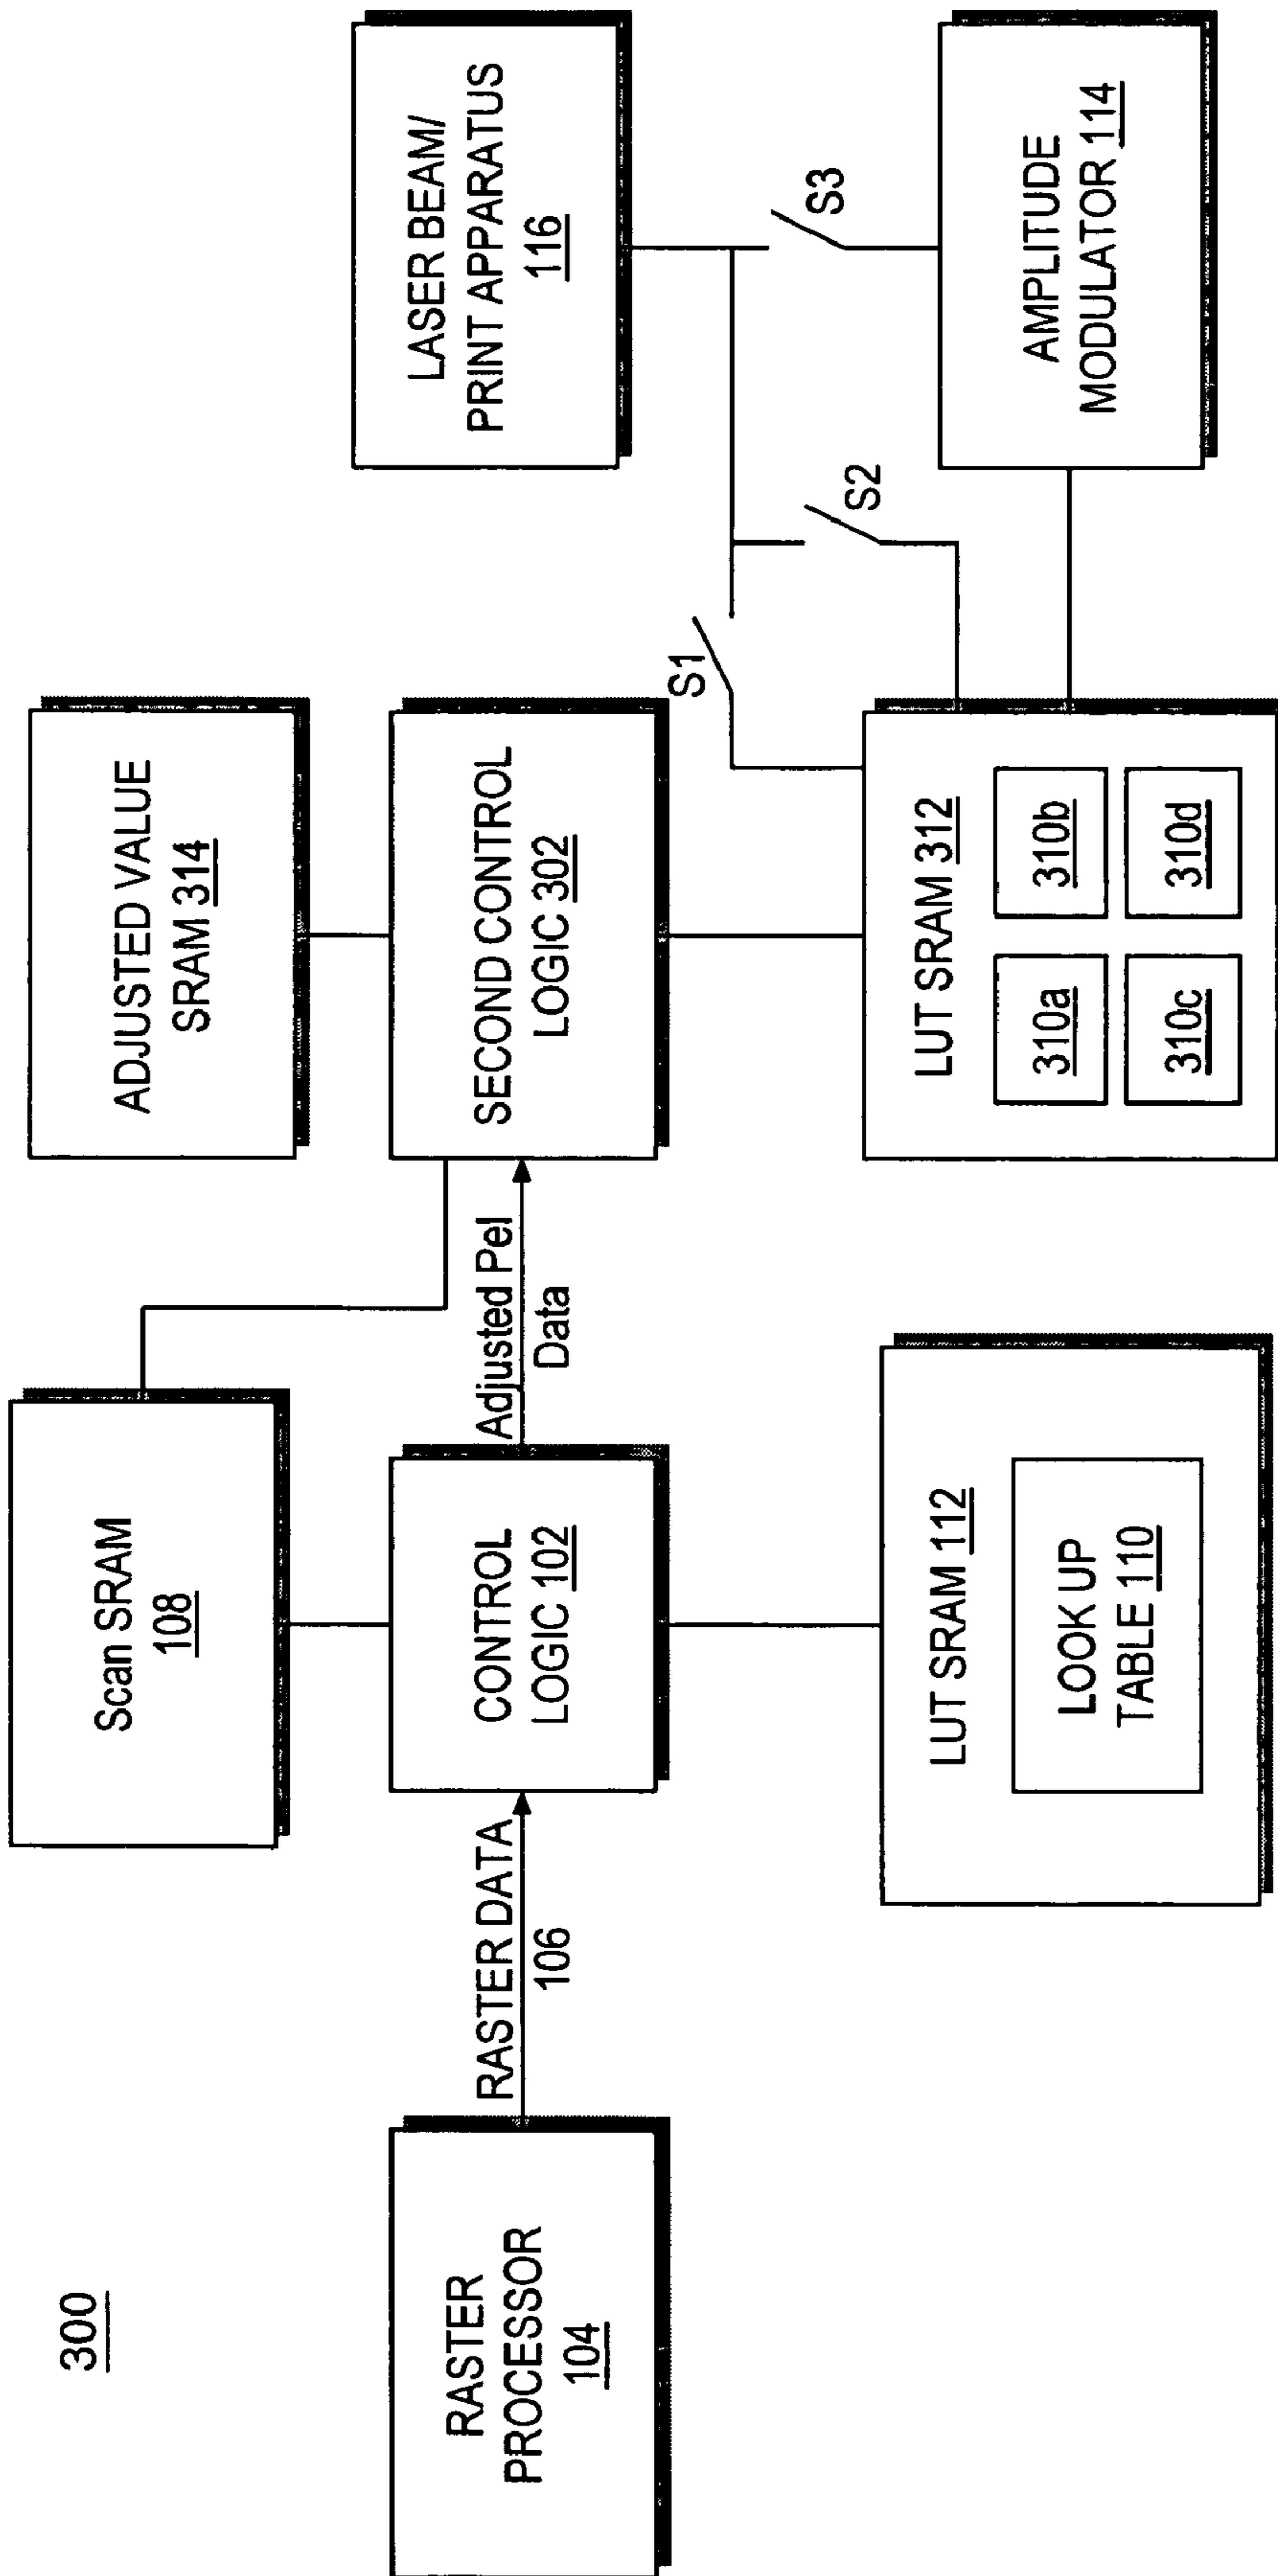 300
RASTER
PROCESSOR
104
RASTER DATA
106
Scan SRAM
108
CONTROL
LOGIC 102
LUT SRAM 112
LOOK UP
TABLE 110
Adjusted Pel
Data
ADJUSTED VALUE
SRAM 314
SECOND CONTROL
LOGIC 302
LUT SRAM 312
310a
310b
310c
310d
S1
S2
S3
LASER BEAM/
PRINT APPARATUS
116
AMPLITUDE
MODULATOR 114